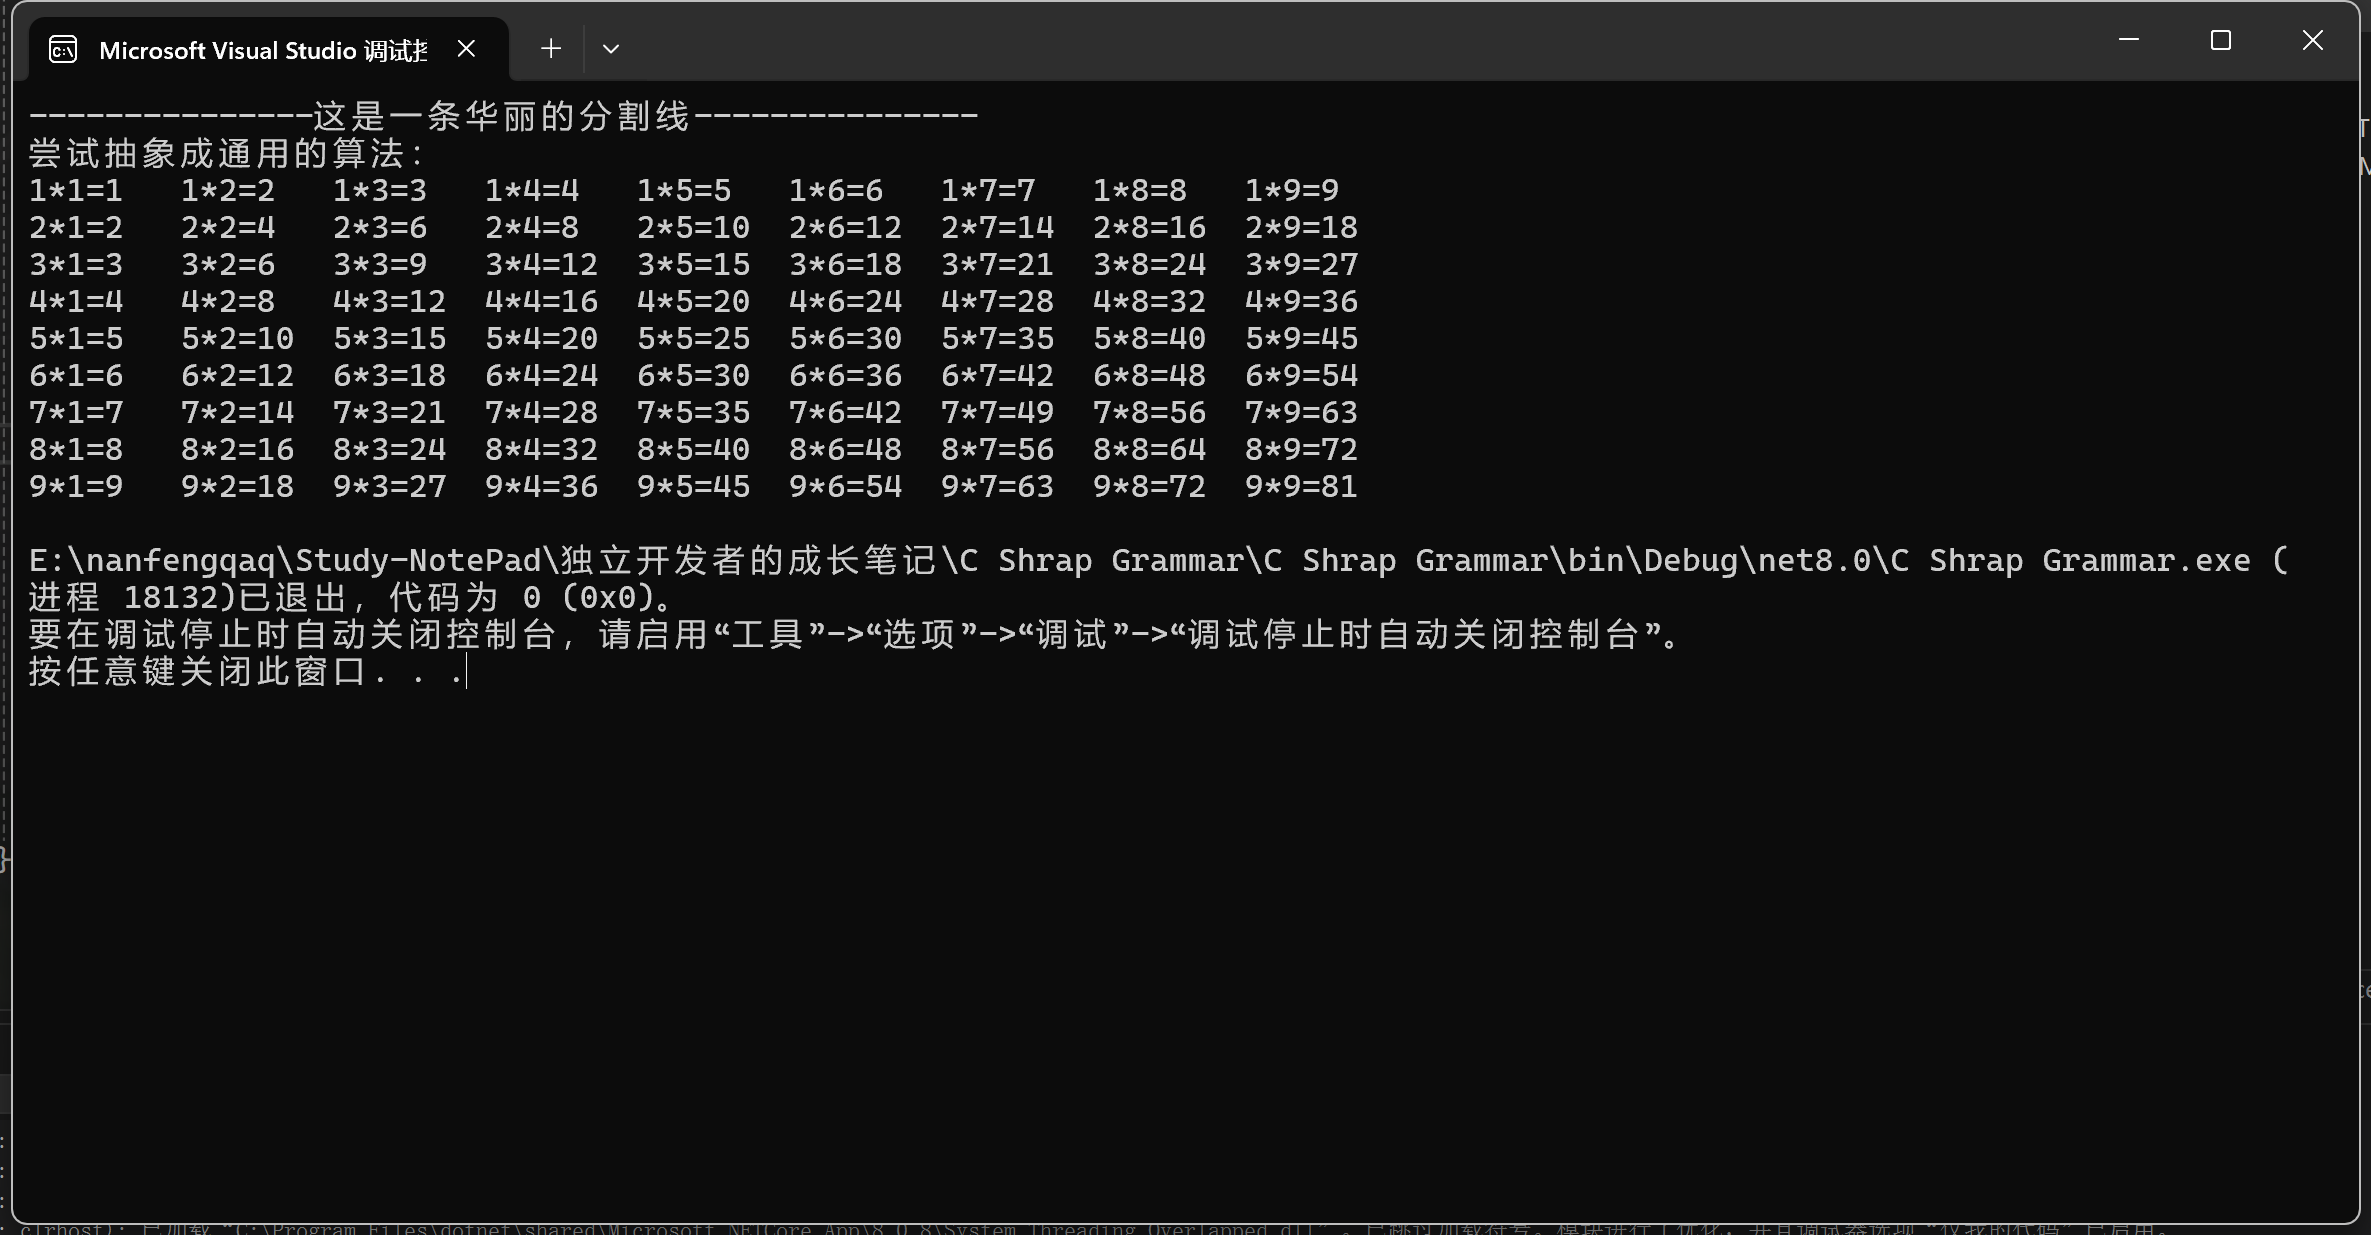 Microsoft Visual Studio 调试
---------------这是一条华丽的分割线---------------
尝试抽象成通用的算法：
1*1=1 1*2=2 1*3=3 1*4=4 1*5=5 1*6=6 1*7=7 1*8=8 1*9=9
2*1=2 2*2=4 2*3=6 2*4=8 2*5=10 2*6=12 2*7=14 2*8=16 2*9=18
3*1=3 3*2=6 3*3=9 3*4=12 3*5=15 3*6=18 3*7=21 3*8=24 3*9=27
4*1=4 4*2=8 4*3=12 4*4=16 4*5=20 4*6=24 4*7=28 4*8=32 4*9=36
5*1=5 5*2=10 5*3=15 5*4=20 5*5=25 5*6=30 5*7=35 5*8=40 5*9=45
6*1=6 6*2=12 6*3=18 6*4=24 6*5=30 6*6=36 6*7=42 6*8=48 6*9=54
7*1=7 7*2=14 7*3=21 7*4=28 7*5=35 7*6=42 7*7=49 7*8=56 7*9=63
8*1=8 8*2=16 8*3=24 8*4=32 8*5=40 8*6=48 8*7=56 8*8=64 8*9=72
9*1=9 9*2=18 9*3=27 9*4=36 9*5=45 9*6=54 9*7=63 9*8=72 9*9=81
E:\nanfengqaq\Study-NotePad\独立开发者的成长笔记\C Shrap Grammar\C Shrap Grammar\bin\Debug\net8.0\C Shrap Grammar.exe (
进程 18132)已退出，代码为 0 (0x0)。
要在调试停止时自动关闭控制台，请启用“工具”->“选项”->“调试”->“调试停止时自动关闭控制台”。
按任意键关闭此窗口. . .